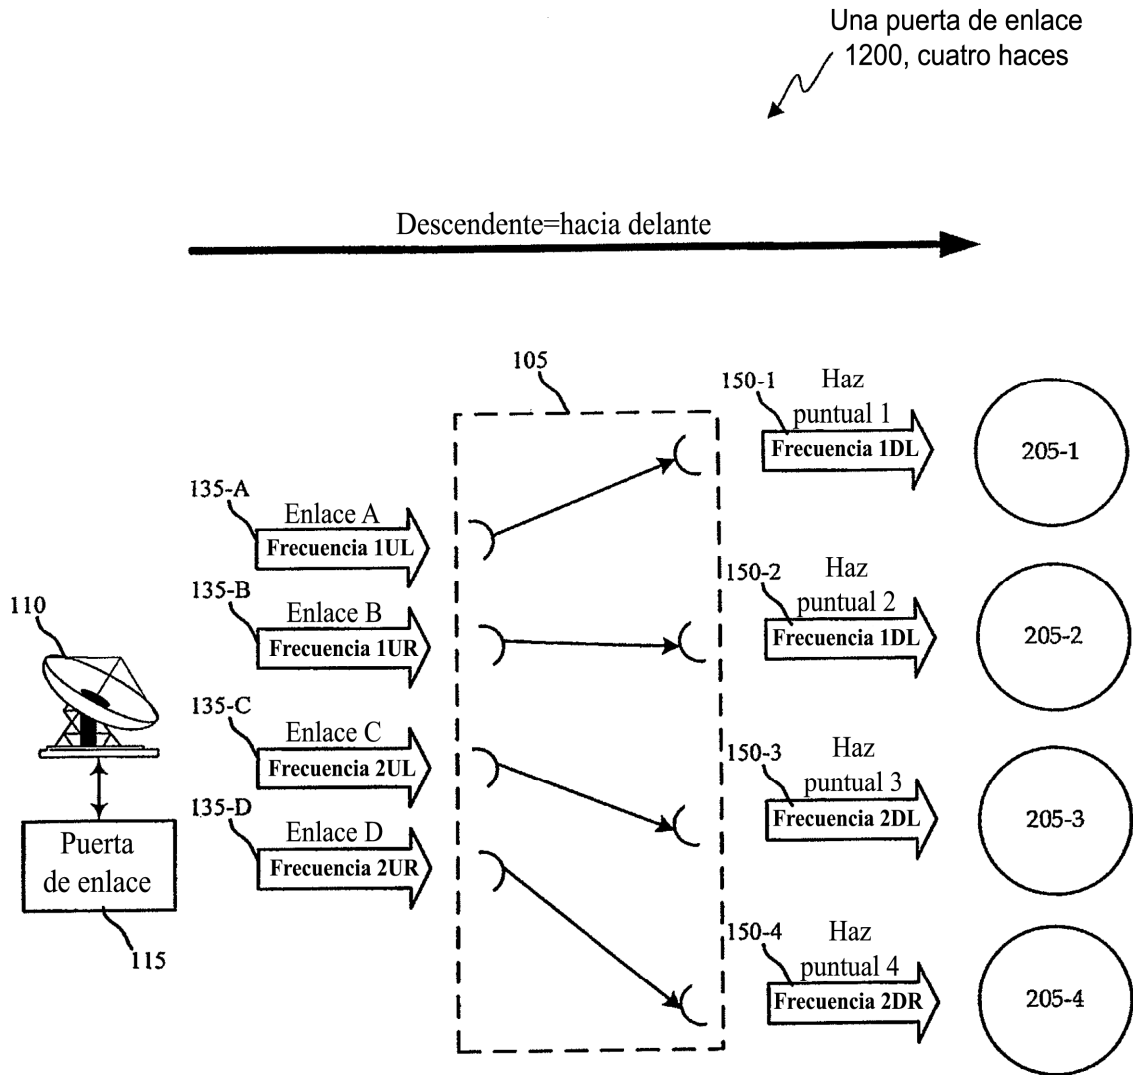 Una puerta de enlace
1200, cuatro haces
Descendente=hacia delante
105
150-1
Haz
puntual 1
Frecuencia 1DL
205-1
135-A
Enlace A
Frecuencia 1UL
135-B
Enlace B
Frecuencia 1UR
150-2
Haz
puntual 2
Frecuencia 1DL
205-2
110
135-C
Enlace C
Frecuencia 2UL
150-3
Haz
puntual 3
Frecuencia 2DL
205-3
135-D
Enlace D
Frecuencia 2UR
Puerta
de enlace
115
150-4
Haz
puntual 4
Frecuencia 2DR
205-4